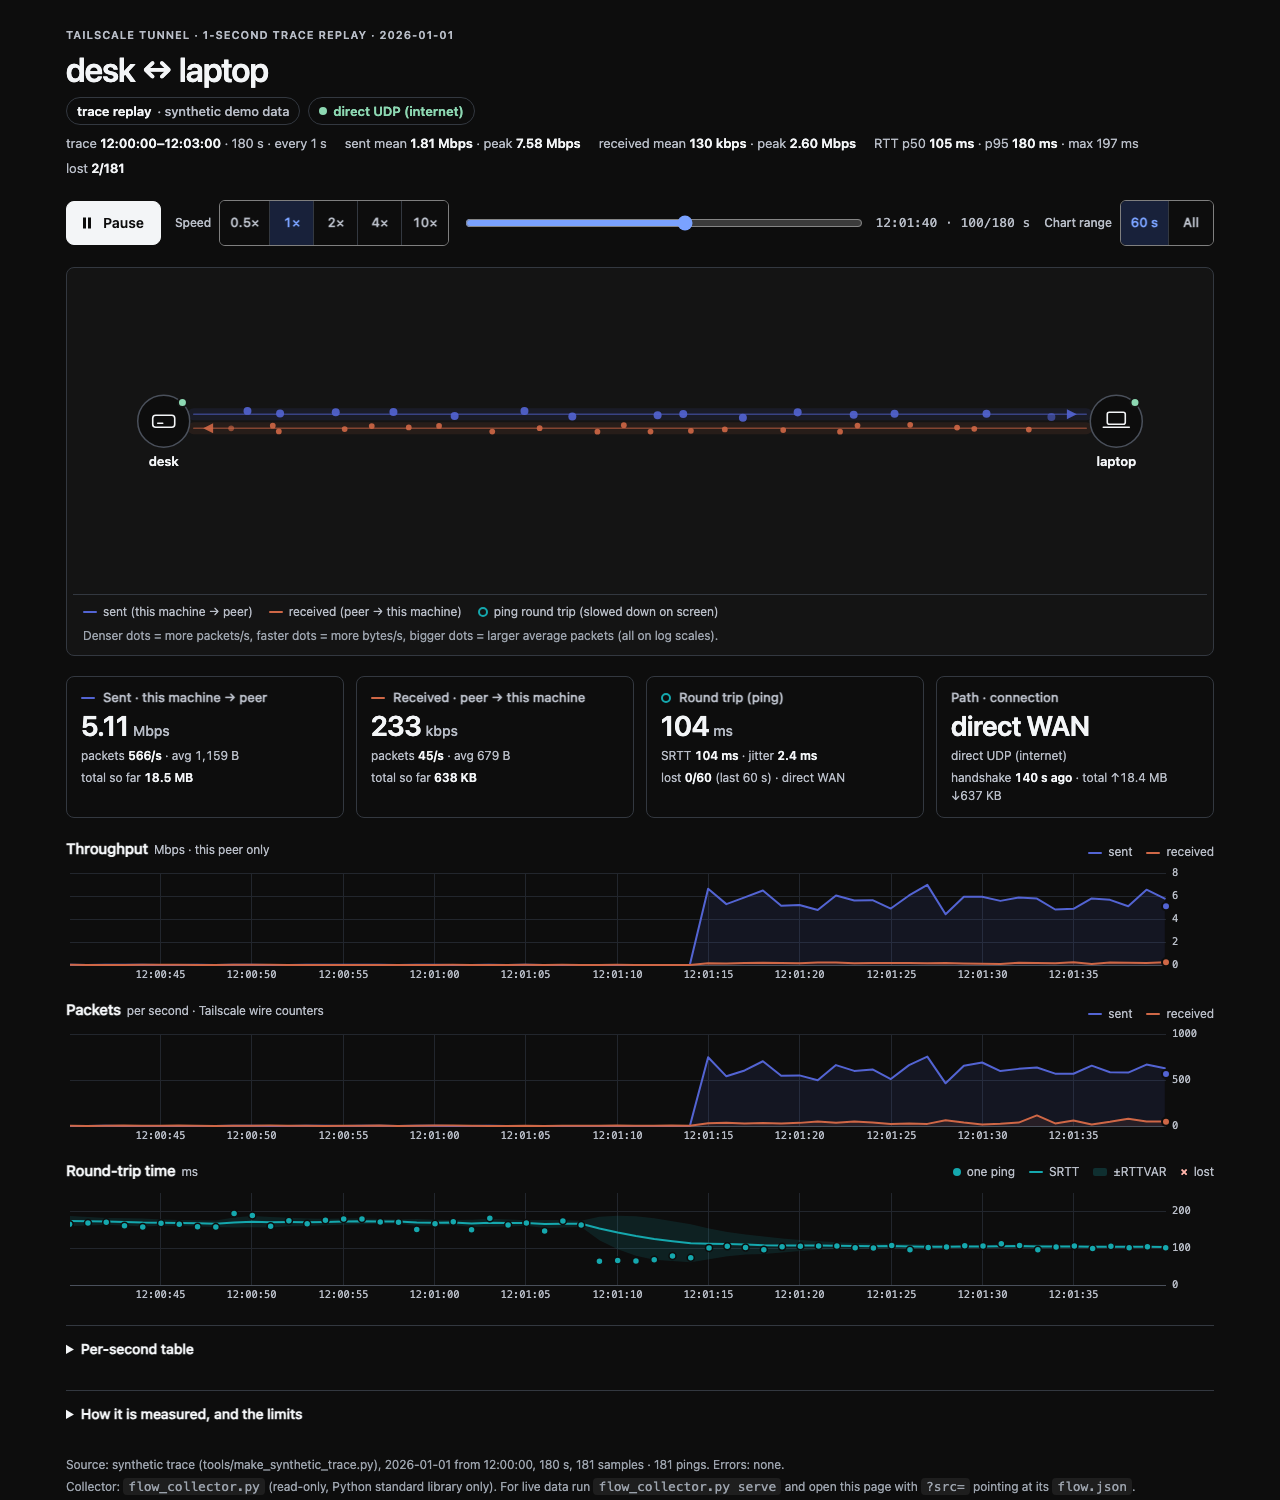 TAILSCALE TUNNEL · 1-SECOND TRACE REPLAY · 2026-01-01
desk ↔ laptop
trace replay · synthetic demo data direct UDP (internet)
trace 12:00:00–12:03:00 · 180 s · every 1 s sent mean 1.81 Mbps · peak 7.58 Mbps received mean 130 kbps · peak 2.60 Mbps RTT p50 105 ms · p95 180 ms · max 197 ms
lost 2/181
Pause Speed 0.5× 1× 2× 4× 10× 12:01:40 · 100/180 s Chart range 60 s All
desk laptop
sent (this machine → peer) received (peer → this machine) ping round trip (slowed down on screen)
Denser dots = more packets/s, faster dots = more bytes/s, bigger dots = larger average packets (all on log scales).
Sent · this machine → peer
5.11 Mbps
packets 566/s · avg 1,159 B
total so far 18.5 MB
Received · peer → this machine
233 kbps
packets 45/s · avg 679 B
total so far 638 KB
Round trip (ping)
104 ms
SRTT 104 ms · jitter 2.4 ms
lost 0/60 (last 60 s) · direct WAN
Path · connection
direct WAN
direct UDP (internet)
handshake 140 s ago · total ↑18.4 MB
↓637 KB
Throughput Mbps · this peer only sent received
8
6
4
2
0
12:00:45 12:00:50 12:00:55 12:01:00 12:01:05 12:01:10 12:01:15 12:01:20 12:01:25 12:01:30 12:01:35
Packets per second · Tailscale wire counters sent received
1000
500
0
12:00:45 12:00:50 12:00:55 12:01:00 12:01:05 12:01:10 12:01:15 12:01:20 12:01:25 12:01:30 12:01:35
Round-trip time ms one ping SRTT ±RTTVAR × lost
200
100
0
12:00:45 12:00:50 12:00:55 12:01:00 12:01:05 12:01:10 12:01:15 12:01:20 12:01:25 12:01:30 12:01:35
Per-second table
How it is measured, and the limits
Source: synthetic trace (tools/make_synthetic_trace.py), 2026-01-01 from 12:00:00, 180 s, 181 samples · 181 pings. Errors: none.
Collector: flow_collector.py (read-only, Python standard library only). For live data run flow_collector.py serve and open this page with ?src= pointing at its flow.json.